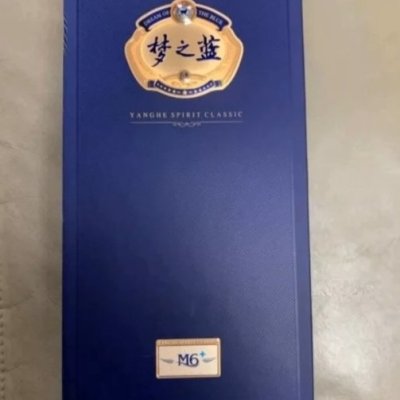 DREAM OF THE BLUE
梦之蓝
YANGHE SPIRIT CLASSIC
M6+